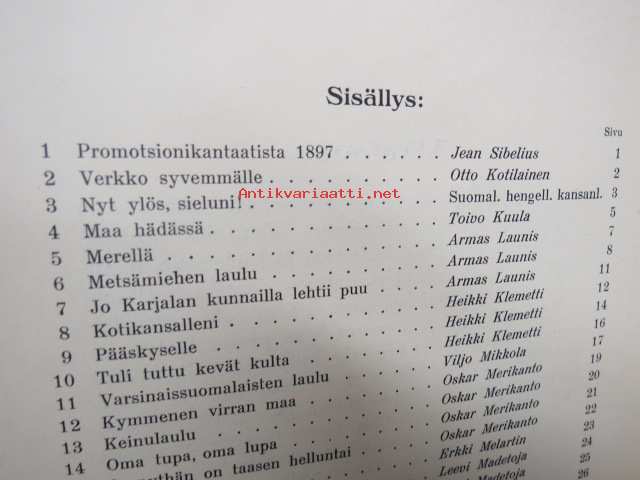 Sisällys:
Sivu
1 Promotsionikantaatista 1897 . . . . . . Jean Sibelius 1
2 Verkko syvemmälle . . . . . . Otto Kotilainen 2
3 Nyt ylös, sieluni! . . . . . . Suomal. hengell. kansanl. 3
4 Maa hädässä . . . . . . Toivo Kuula 5
5 Merellä . . . . . . Armas Launis 7
6 Metsämiehen laulu . . . . . . Armas Launis 8
7 Jo Karjalan kunnailla lehtii puu . . . . . . Armas Launis 11
8 Kotikansalleni . . . . . . Heikki Klemetti 12
9 Pääskyselle . . . . . . Heikki Klemetti 14
10 Tuli tuttu kevät kulta . . . . . . Heikki Klemetti 16
11 Varsinaissuomalaisten laulu . . . . . . Viljo Mikkola 17
12 Kymmenen virran maa . . . . . . Oskar Merikanto 19
13 Keinulaulu . . . . . . Oskar Merikanto 20
14 Oma tupa, oma lupa . . . . . . Oskar Merikanto 21
on taasen helluntai . . . . . . 22
Erkki Melartin 23
Leevi Madetoja 24
25
Antikvariaatti.net